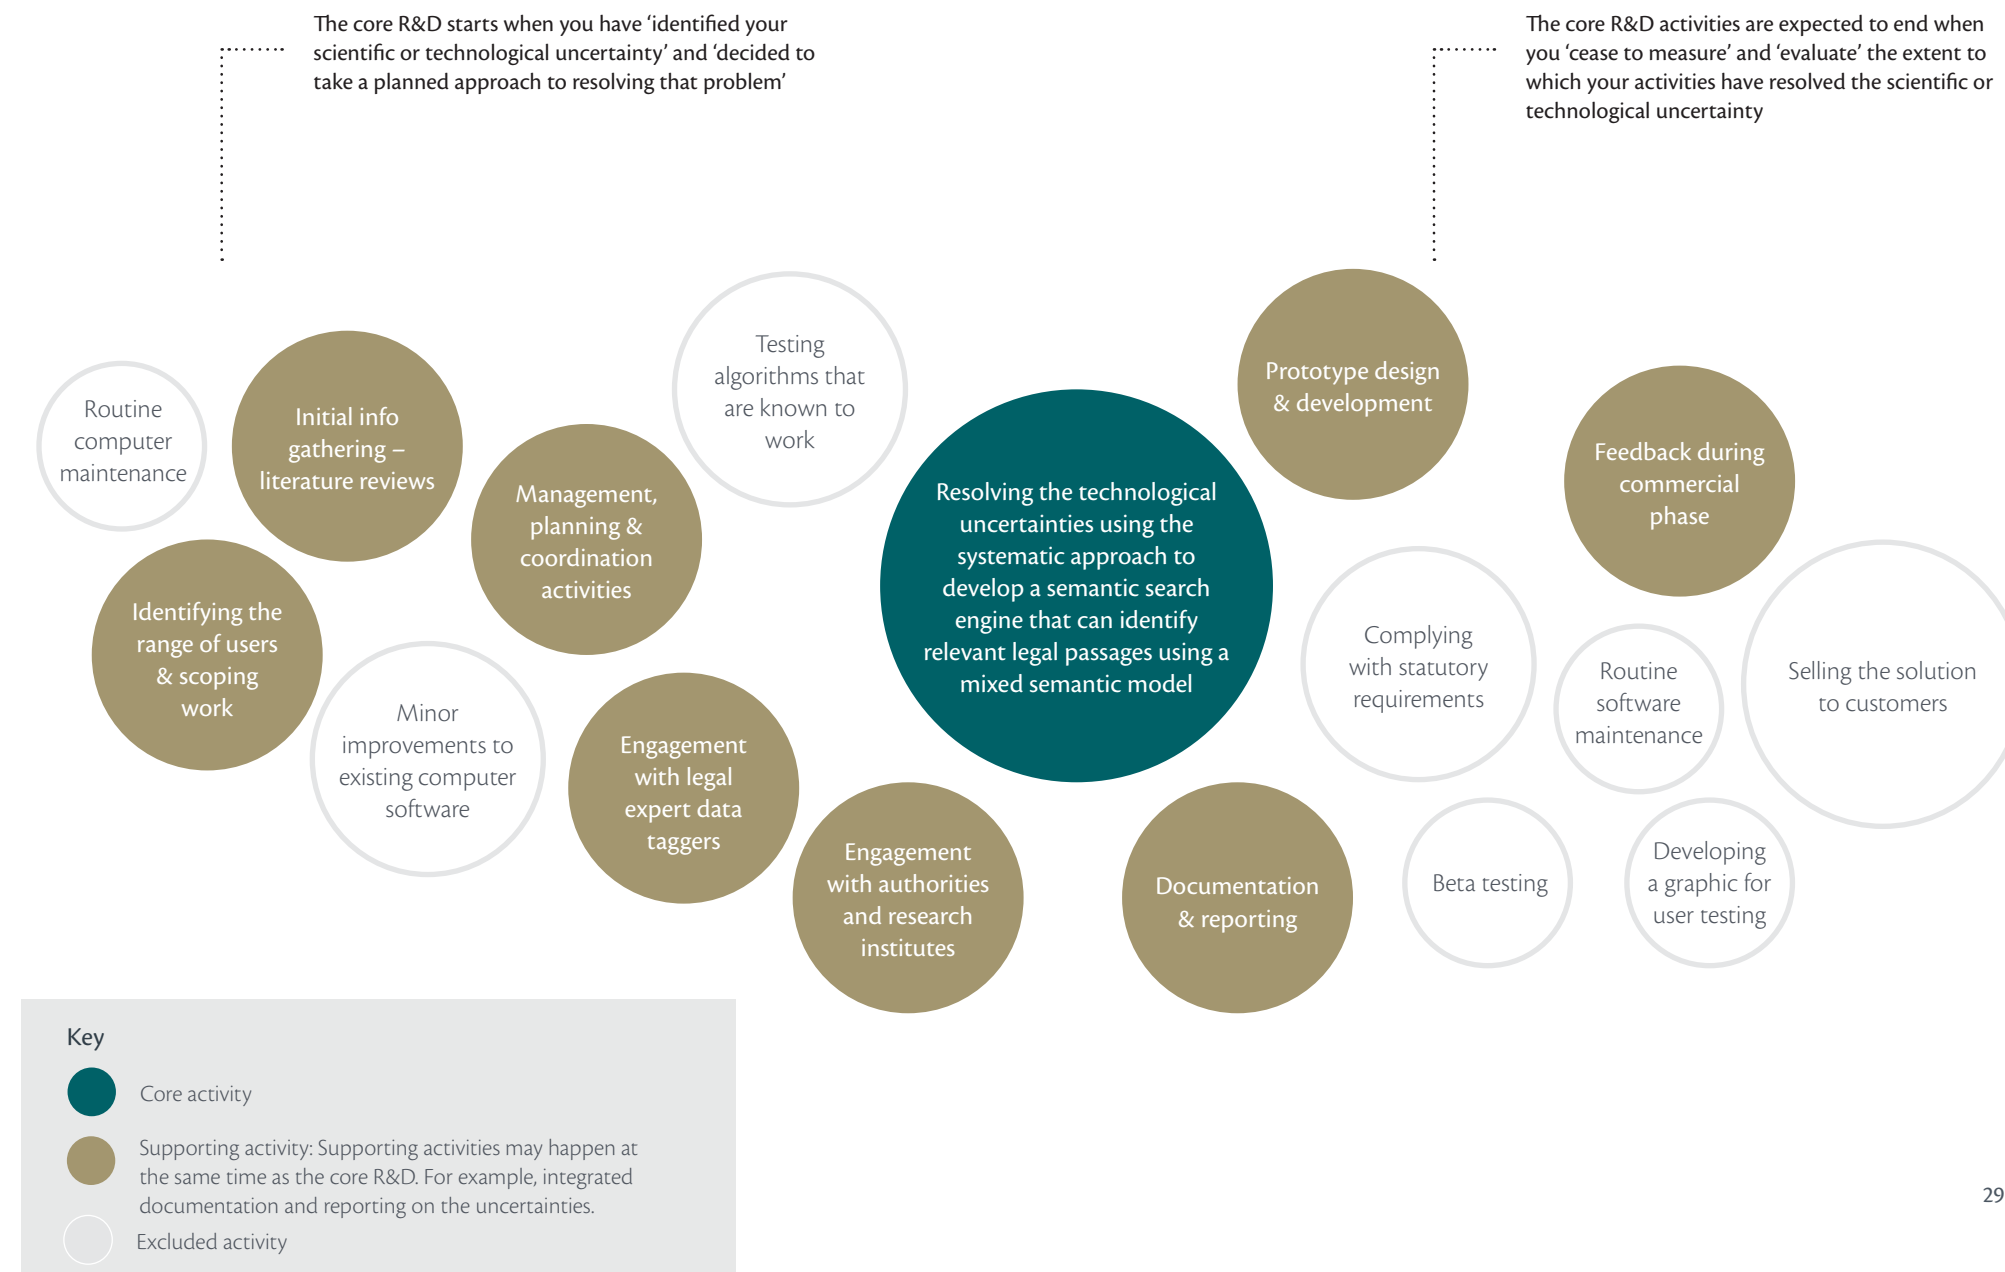 The core R&D starts when you have ‘identified your
scientific or technological uncertainty’ and ‘decided to
take a planned approach to resolving that problem’
The core R&D activities are expected to end when
you ‘cease to measure’ and ‘evaluate’ the extent to
which your activities have resolved the scientific or
technological uncertainty
Routine
computer
maintenance
Initial info
gathering –
literature reviews
Identifying the
range of users
& scoping
work
Management,
planning &
coordination
activities
Minor
improvements to
existing computer
software
Testing
algorithms that
are known to
work
Engagement
with legal
expert data
taggers
Engagement
with authorities
and research
institutes
Resolving the technological
uncertainties using the
systematic approach to
develop a semantic search
engine that can identify
relevant legal passages using a
mixed semantic model
Prototype design
& development
Documentation
& reporting
Complying
with statutory
requirements
Beta testing
Feedback during
commercial
phase
Routine
software
maintenance
Developing
a graphic for
user testing
Selling the solution
to customers
Key
Core activity
Supporting activity: Supporting activities may happen at
the same time as the core R&D. For example, integrated
documentation and reporting on the uncertainties.
Excluded activity
29